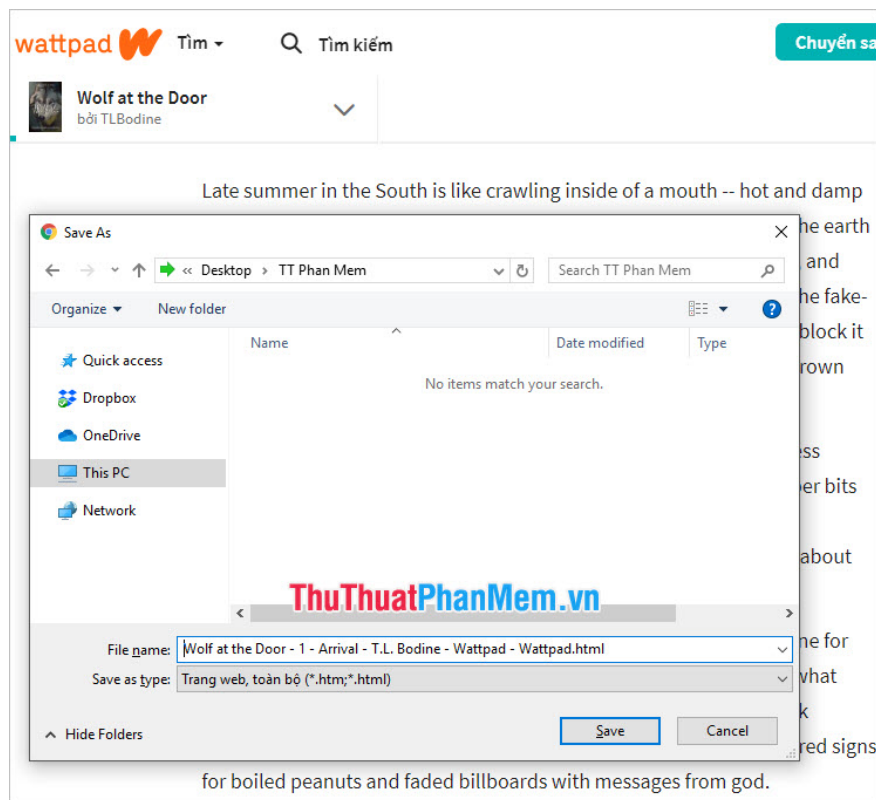 wattpad Tìm Tìm kiếm Chuyển sa
Wolf at the Door
bởi TLBodine
Late summer in the South is like crawling inside of a mouth -- hot and damp
he earth
, and
he fake-
block it
rown
ess
er bits
about
ne for
what
k
red signs
for boiled peanuts and faded billboards with messages from god.
Save As
« Desktop › TT Phan Mem
Search TT Phan Mem
Organize New folder
Name Date modified Type
No items match your search.
Quick access
Dropbox
OneDrive
This PC
Network
ThuThuatPhanMem.vn
File name: Wolf at the Door - 1 - Arrival - T.L. Bodine - Wattpad - Wattpad.html
Save as type: Trang web, toàn bộ (*.htm;*.html)
Hide Folders
Save Cancel